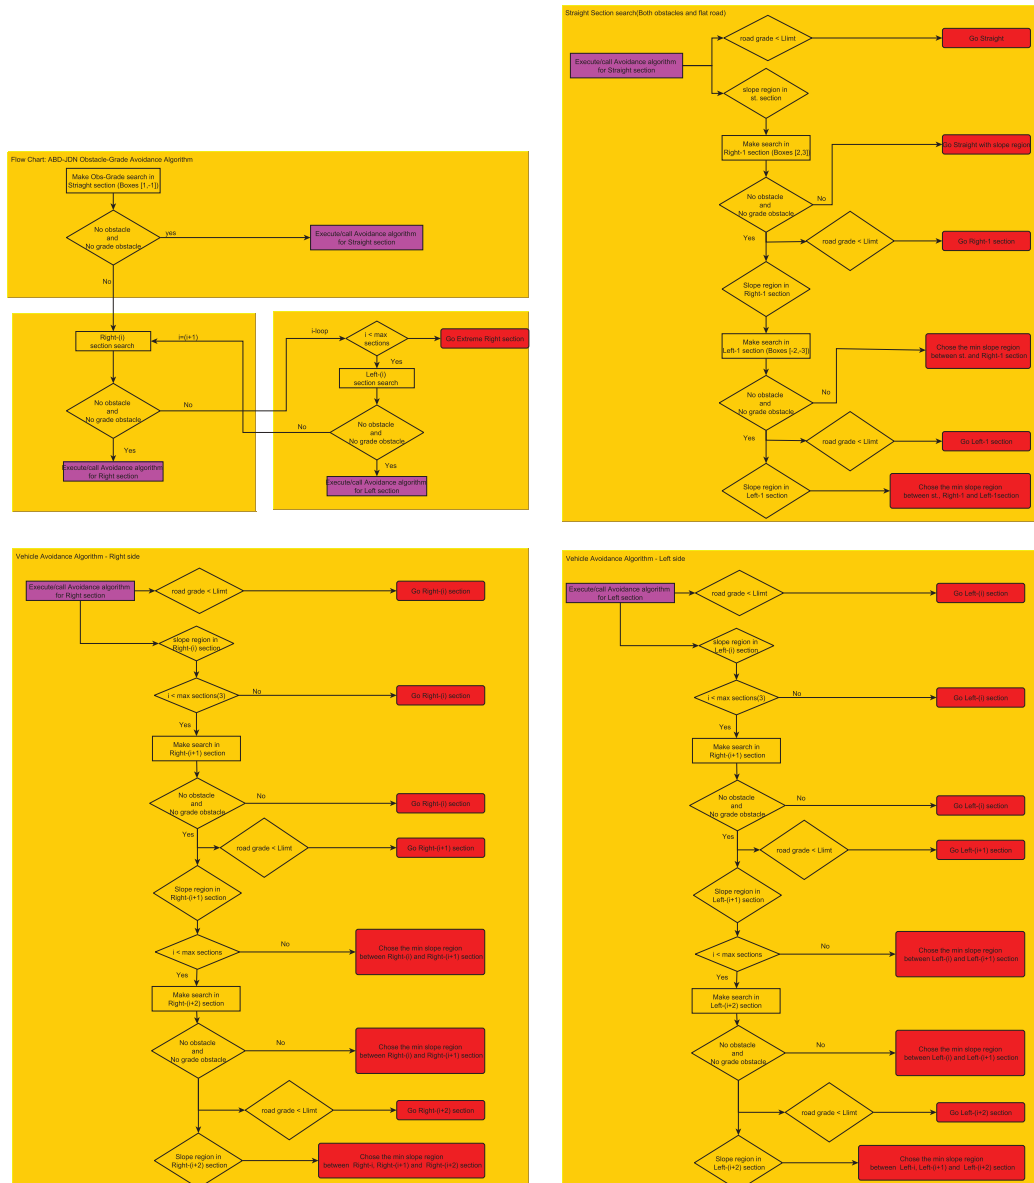 Straight Section search(Both obstacles and flat road)
road grade < Llimt
Go Straight
Execute/call Avoidance algorithm
for Straight section
slope region in
st. section
Make search in
Right-1 section (Boxes [2,3])
Go Straight with slope region
No obstacle
and
No grade obstacle
No
Yes
road grade < Llimt
Go Right-1 section
Slope region in
Right-1 section
Make search in
Left-1 section (Boxes [-2,-3])
Chose the min slope region
between st. and Right-1 section
No obstacle
and
No grade obstacle
No
Yes
road grade < Llimt
Go Left-1 section
Slope region in
Left-1 section
Chose the min slope region
between st., Right-1 and Left-1section
Flow Chart: ABD-JDN Obstacle-Grade Avoidance Algorithm
Make Obs-Grade search in
Striaght section (Boxes [1,-1])
No obstacle
and
No grade obstacle
yes
Execute/call Avoidance algorithm
for Straight section
No
Right-(i)
section search
i=(i+1)
i-loop
i < max
sections
Go Extreme Right section
Yes
Left-(i)
section search
No obstacle
and
No grade obstacle
No
No obstacle
and
No grade obstacle
No
Yes
Execute/call Avoidance algorithm
for Right section
Yes
Execute/call Avoidance algorithm
for Left section
Vehicle Avoidance Algorithm - Right side
Execute/call Avoidance algorithm
for Right section
road grade < Llimt
Go Right-(i) section
slope region in
Right-(i) section
i < max sections(3)
No
Go Right-(i) section
Yes
Make search in
Right-(i+1) section
No obstacle
and
No grade obstacle
No
Go Right-(i) section
Yes
road grade < Llimt
Go Right-(i+1) section
Slope region in
Right-(i+1) section
i < max sections
No
Chose the min slope region
between Right-(i) and Right-(i+1) section
Yes
Make search in
Right-(i+2) section
No obstacle
and
No grade obstacle
No
Chose the min slope region
between Right-(i) and Right-(i+1) section
road grade < Llimt
Go Right-(i+2) section
Slope region in
Right-(i+2) section
Chose the min slope region
between Right-i, Right-(i+1) and Right-(i+2) section
Vehicle Avoidance Algorithm - Left side
Execute/call Avoidance algorithm
for Left section
road grade < Llimt
Go Left-(i) section
slope region in
Left-(i) section
i < max sections(3)
No
Go Left-(i) section
Yes
Make search in
Right-(i+1) section
No obstacle
and
No grade obstacle
No
Go Left-(i) section
Yes
road grade < Llimt
Go Left-(i+1) section
Slope region in
Left-(i+1) section
i < max sections
No
Chose the min slope region
between Left-(i) and Left-(i+1) section
Yes
Make search in
Left-(i+2) section
No obstacle
and
No grade obstacle
No
Chose the min slope region
between Left-(i) and Left-(i+1) section
road grade < Llimt
Go Left-(i+2) section
Slope region in
Left-(i+2) section
Chose the min slope region
between Left-i, Left-(i+1) and Left-(i+2) section